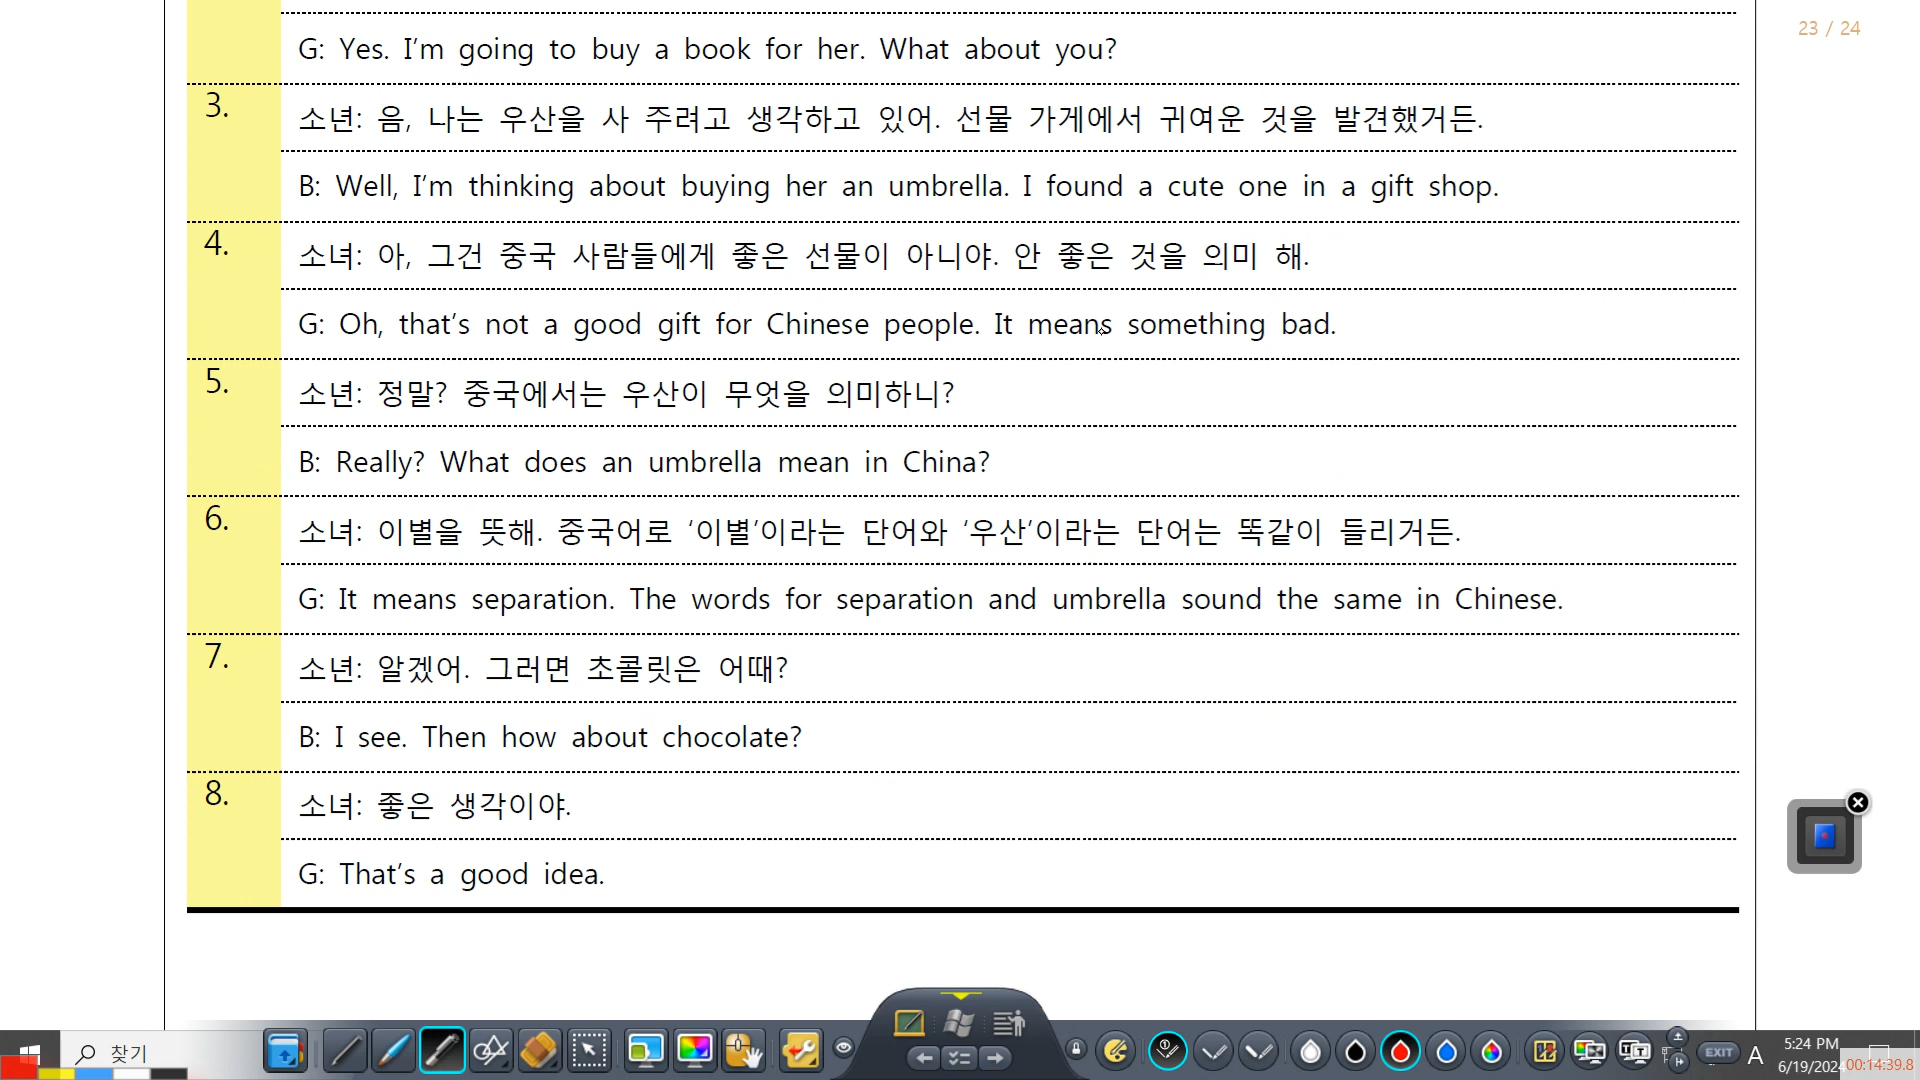 23 / 24
G: Yes. I'm going to buy a book for her. What about you?
3.
소년: 음, 나는 우산을 사 주려고 생각하고 있어. 선물 가게에서 귀여운 것을 발견했거든.
B: Well, I'm thinking about buying her an umbrella. I found a cute one in a gift shop.
4.
소녀: 아, 그건 중국 사람들에게 좋은 선물이 아니야. 안 좋은 것을 의미 해.
G: Oh, that's not a good gift for Chinese people. It means something bad.
5.
소년: 정말? 중국에서는 우산이 무엇을 의미하니?
B: Really? What does an umbrella mean in China?
6.
소녀: 이별을 뜻해. 중국어로 '이별'이라는 단어와 '우산'이라는 단어는 똑같이 들리거든.
G: It means separation. The words for separation and umbrella sound the same in Chinese.
7.
소년: 알겠어. 그러면 초콜릿은 어때?
B: I see. Then how about chocolate?
8.
소녀: 좋은 생각이야.
G: That's a good idea.
찾기
EXIT
A
5:24 PM
6/19/2024
00:14:39.8